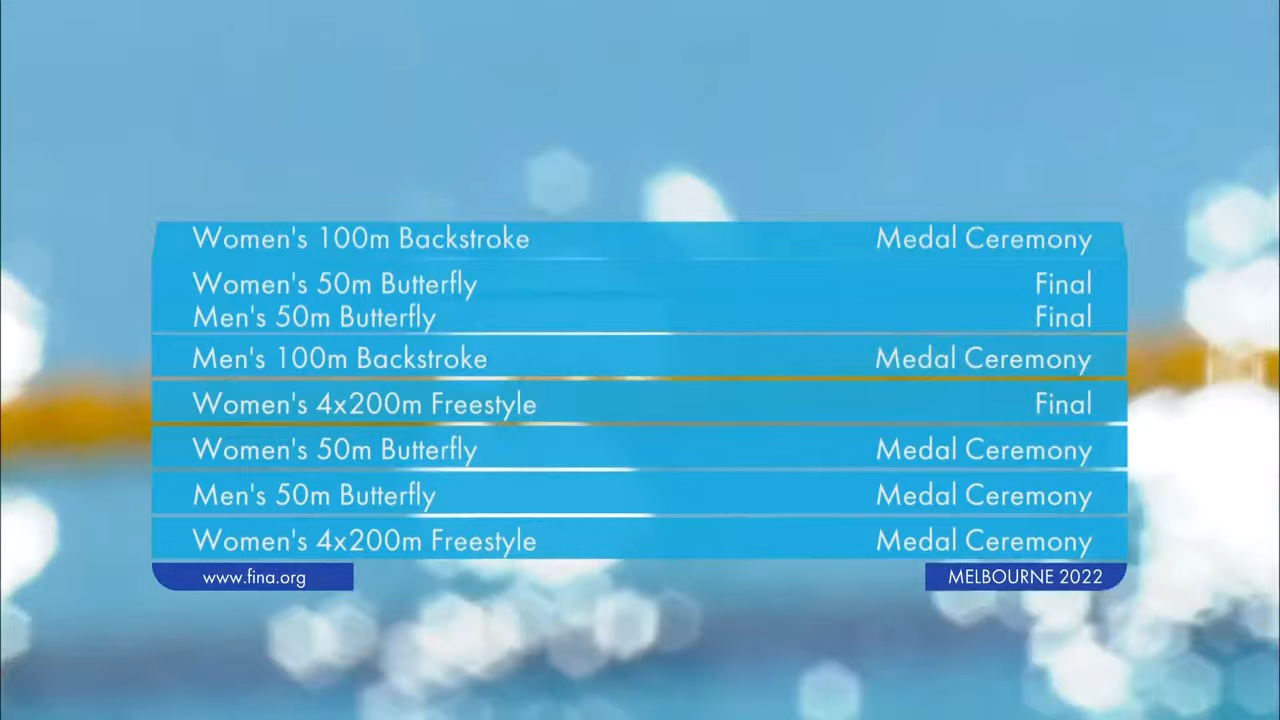 Women's 100m Backstroke Medal Ceremony
Women's 50m Butterfly Final
Men's 50m Butterfly Final
Men's 100m Backstroke Medal Ceremony
Women's 4x200m Freestyle Final
Women's 50m Butterfly Medal Ceremony
Men's 50m Butterfly Medal Ceremony
Women's 4x200m Freestyle Medal Ceremony
www.fina.org MELBOURNE 2022